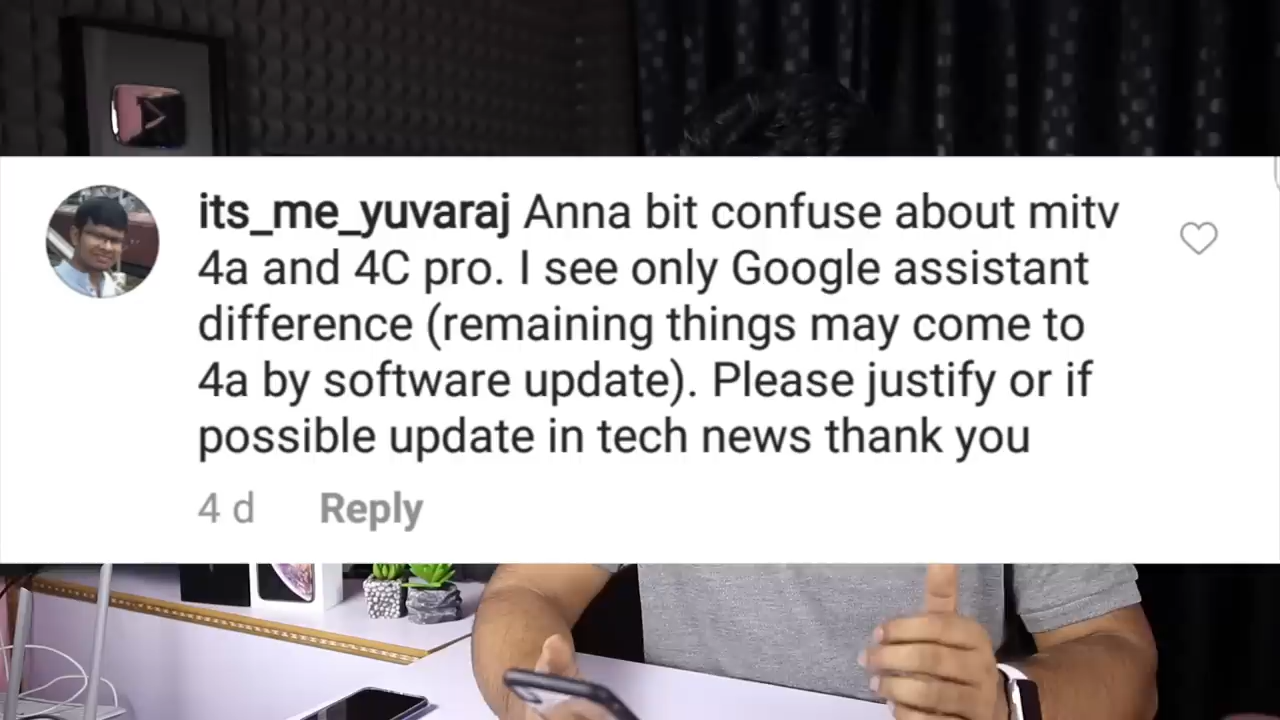 its_me_yuvaraj Anna bit confuse about mitv
4a and 4C pro. I see only Google assistant
difference (remaining things may come to
4a by software update). Please justify or if
possible update in tech news thank you
4 d Reply